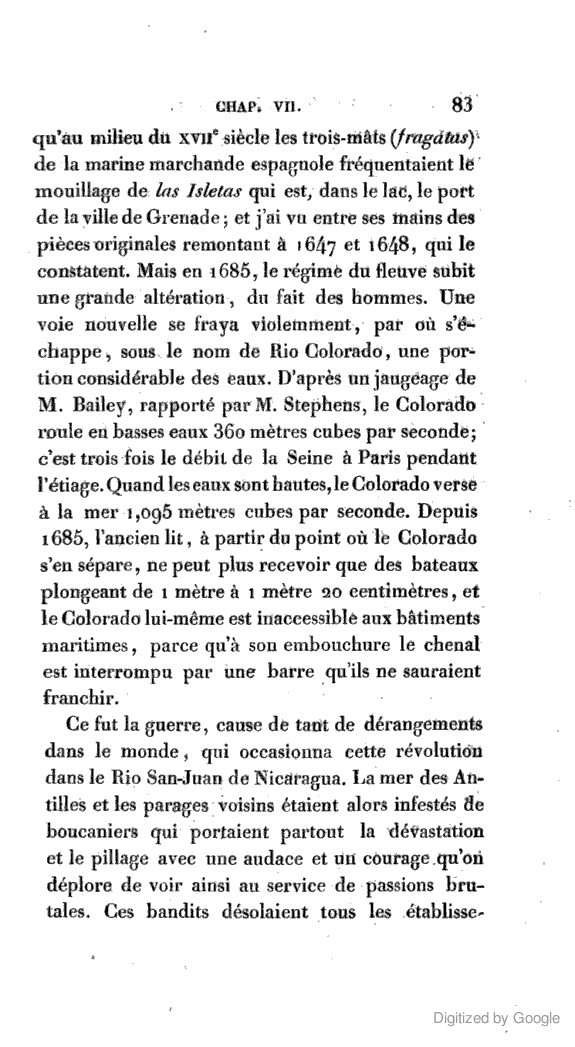 CHAP. VII. 83
qu'au milieu du XVIIe siècle les trois-mâts (fragatas)
de la marine marchande espagnole fréquentaient le
mouillage de las Isletas qui est, dans le lac, le port
de la ville de Grenade; et j'ai vu entre ses mains des
pièces originales remontant à 1647 et 1648, qui le
constatent. Mais en 1685, le régime du fleuve subit
une grande altération, du fait des hommes. Une
voie nouvelle se fraya violemment, par où s'é-
chappe, sous le nom de Rio Colorado, une por-
tion considérable des eaux. D'après un jaugeage de
M. Bailey, rapporté par M. Stephens, le Colorado
roule en basses eaux 360 mètres cubes par seconde;
c'est trois fois le débit de la Seine à Paris pendant
l'étiage. Quand les eaux sont hautes, le Colorado verse
à la mer 1,095 mètres cubes par seconde. Depuis
1685, l'ancien lit, à partir du point où le Colorado
s'en sépare, ne peut plus recevoir que des bateaux
plongeant de 1 mètre à 1 mètre 20 centimètres, et
le Colorado lui-même est inaccessible aux bâtiments
maritimes, parce qu'à son embouchure le chenal
est interrompu par une barre qu'ils ne sauraient
franchir.
Ce fut la guerre, cause de tant de dérangements
dans le monde, qui occasionna cette révolution
dans le Rio San-Juan de Nicaragua. La mer des An-
tilles et les parages voisins étaient alors infestés de
boucaniers qui portaient partout la dévastation
et le pillage avec une audace et un courage qu'on
déplore de voir ainsi au service de passions bru-
tales. Ces bandits désolaient tous les établisse-
Digitized by Google